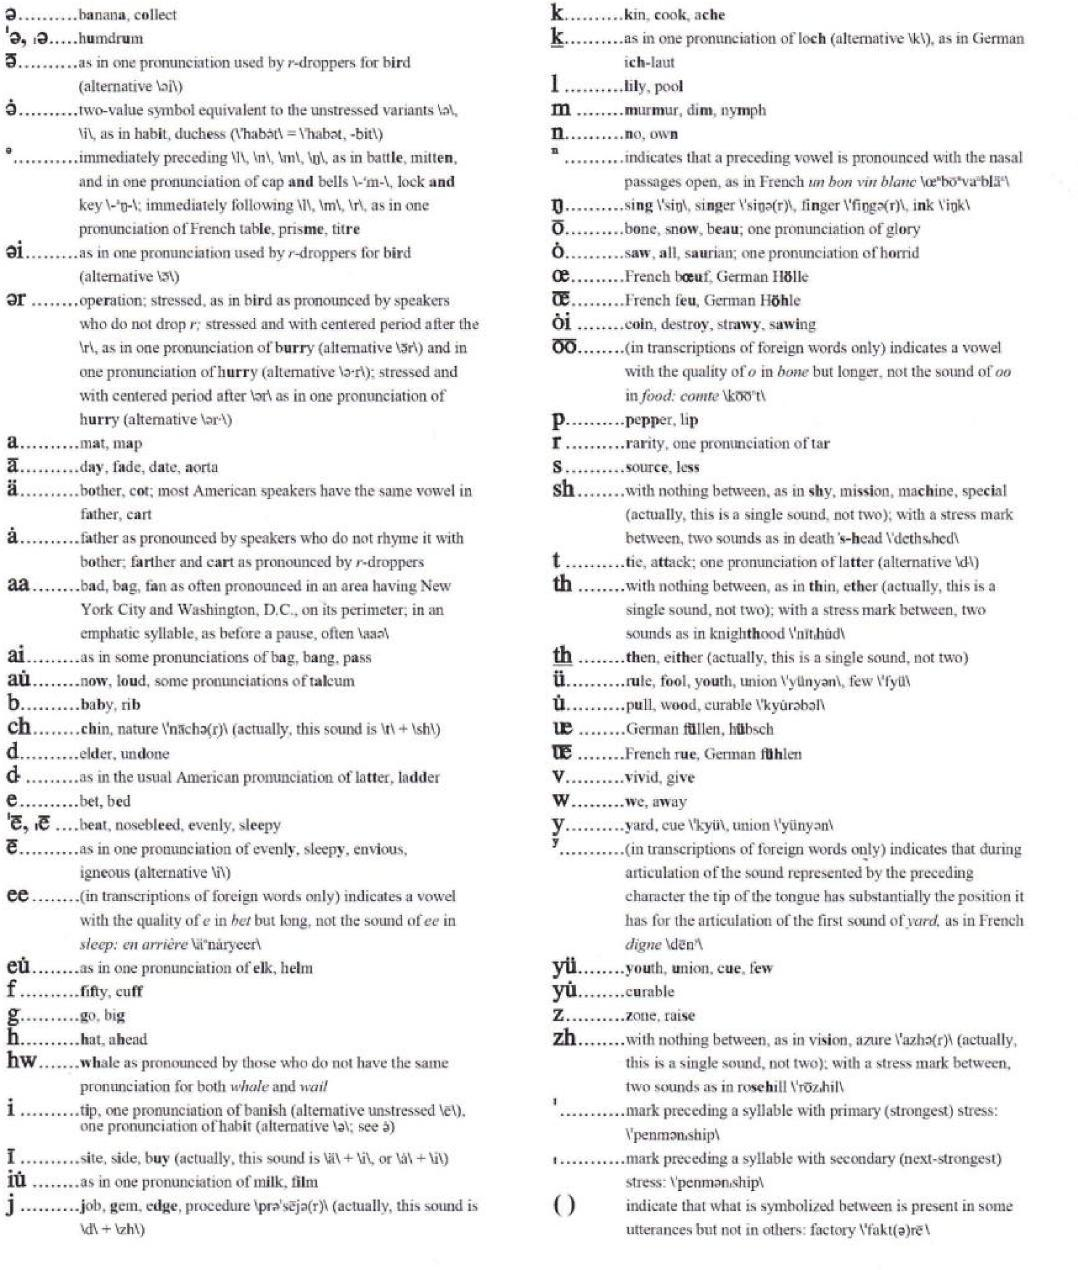 ə..........banana, collect
ˈə, ˌə.....humdrum
ə̄..........as in one pronunciation used by r-droppers for bird
(alternative \əi\)
ə̇..........two-value symbol equivalent to the unstressed variants \ə\,
\i\, as in habit, duchess (\ˈhabə̇t\ = \ˈhabət, -bit\)
ᵊ...........immediately preceding \l\, \n\, \m\, \ŋ\, as in battle, mitten,
and in one pronunciation of cap and bells \-ᵊm-\, lock and
key \-ᵊŋ-\; immediately following \l\, \m\, \r\, as in one
pronunciation of French table, prisme, titre
əi.........as in one pronunciation used by r-droppers for bird
(alternative \ə̄\)
ər ........operation; stressed, as in bird as pronounced by speakers
who do not drop r; stressed and with centered period after the
\r\, as in one pronunciation of burry (alternative \ə̄r\) and in
one pronunciation of hurry (alternative \ə·r\); stressed and
with centered period after \ər\ as in one pronunciation of
hurry (alternative \ər·\)
a..........mat, map
ā..........day, fade, date, aorta
ä..........bother, cot; most American speakers have the same vowel in
father, cart
ȧ..........father as pronounced by speakers who do not rhyme it with
bother; farther and cart as pronounced by r-droppers
aa........bad, bag, fan as often pronounced in an area having New
York City and Washington, D.C., on its perimeter; in an
emphatic syllable, as before a pause, often \aaə\
ai.........as in some pronunciations of bag, bang, pass
au̇........now, loud, some pronunciations of talcum
b..........baby, rib
ch........chin, nature \ˈnāchə(r)\ (actually, this sound is \t\ + \sh\)
d..........elder, undone
d· .........as in the usual American pronunciation of latter, ladder
e..........bet, bed
ˈē, ˌē ....beat, nosebleed, evenly, sleepy
ē..........as in one pronunciation of evenly, sleepy, envious,
igneous (alternative \i\)
ee ........(in transcriptions of foreign words only) indicates a vowel
with the quality of e in bet but long, not the sound of ee in
sleep: en arrière \äⁿnȧryeer\
eu̇........as in one pronunciation of elk, helm
f ..........fifty, cuff
g..........go, big
h..........hat, ahead
hw.......whale as pronounced by those who do not have the same
pronunciation for both whale and wail
i ..........tip, one pronunciation of banish (alternative unstressed \ē\),
one pronunciation of habit (alternative \ə\; see ə̇)
ī ..........site, side, buy (actually, this sound is \ä\ + \i\, or \ȧ\ + \i\)
iu̇ .........as in one pronunciation of milk, film
j ..........job, gem, edge, procedure \prəˈsējə(r)\ (actually, this sound is
\d\ + \zh\)
k..........kin, cook, ache
k̲..........as in one pronunciation of loch (alternative \k\), as in German
ich-laut
l ..........lily, pool
m ........murmur, dim, nymph
n..........no, own
ⁿ ..........indicates that a preceding vowel is pronounced with the nasal
passages open, as in French un bon vin blanc \œⁿbōⁿvaⁿbläⁿ\
ŋ..........sing \ˈsiŋ\, singer \ˈsiŋə(r)\, finger \ˈfiŋgə(r)\, ink \ˈiŋk\
ō..........bone, snow, beau; one pronunciation of glory
ȯ..........saw, all, saurian; one pronunciation of horrid
œ.........French bœuf, German Hölle
œ̄.........French feu, German Höhle
ȯi ........coin, destroy, strawy, sawing
o̅o̅........(in transcriptions of foreign words only) indicates a vowel
with the quality of o in bone but longer, not the sound of oo
in food: comte \ko̅o̅ⁿt\
p..........pepper, lip
r ..........rarity, one pronunciation of tar
s ..........source, less
sh........with nothing between, as in shy, mission, machine, special
(actually, this is a single sound, not two); with a stress mark
between, two sounds as in death's-head \ˈdethsˌhed\
t ..........tie, attack; one pronunciation of latter (alternative \d·\)
th ........with nothing between, as in thin, ether (actually, this is a
single sound, not two); with a stress mark between, two
sounds as in knighthood \ˈnītˌhu̇d\
t̲h̲ ........then, either (actually, this is a single sound, not two)
ü..........rule, fool, youth, union \ˈyünyən\, few \ˈfyü\
u̇..........pull, wood, curable \ˈkyu̇rəbəl\
ue ........German füllen, hübsch
u̅e̅ ........French rue, German fühlen
v..........vivid, give
w.........we, away
y..........yard, cue \ˈkyü\, union \ˈyünyən\
ʸ...........(in transcriptions of foreign words only) indicates that during
articulation of the sound represented by the preceding
character the tip of the tongue has substantially the position it
has for the articulation of the first sound of yard, as in French
digne \dēnʸ\
yü........youth, union, cue, few
yu̇........curable
z..........zone, raise
zh........with nothing between, as in vision, azure \ˈazhə(r)\ (actually,
this is a single sound, not two); with a stress mark between,
two sounds as in rosehill \ˈrōzˌhil\
ˈ...........mark preceding a syllable with primary (strongest) stress:
\ˈpenmənˌship\
ˌ...........mark preceding a syllable with secondary (next-strongest)
stress: \ˈpenmənˌship\
( ) indicate that what is symbolized between is present in some
utterances but not in others: factory \ˈfakt(ə)rē\